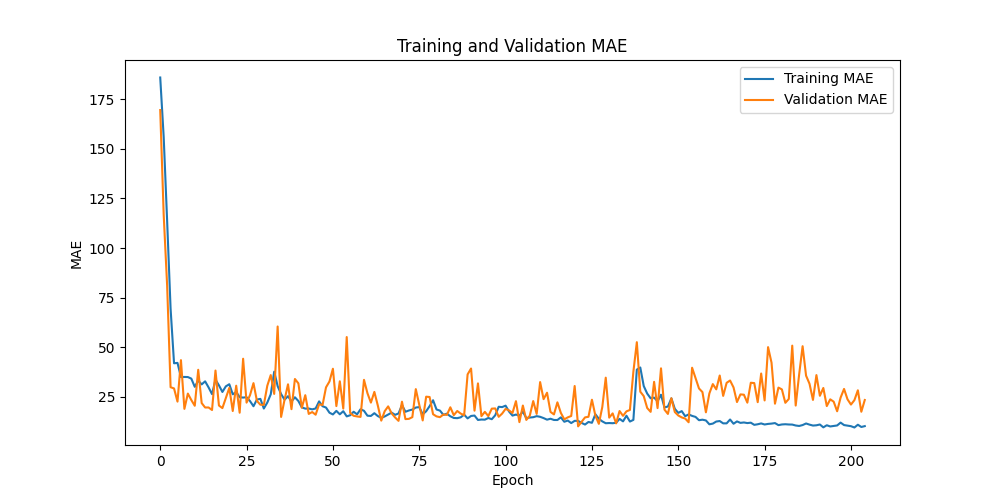 Training and Validation MAE
Training MAE
Validation MAE
MAE
175
150
125
100
75
50
25
0 25 50 75 100 125 150 175 200
Epoch